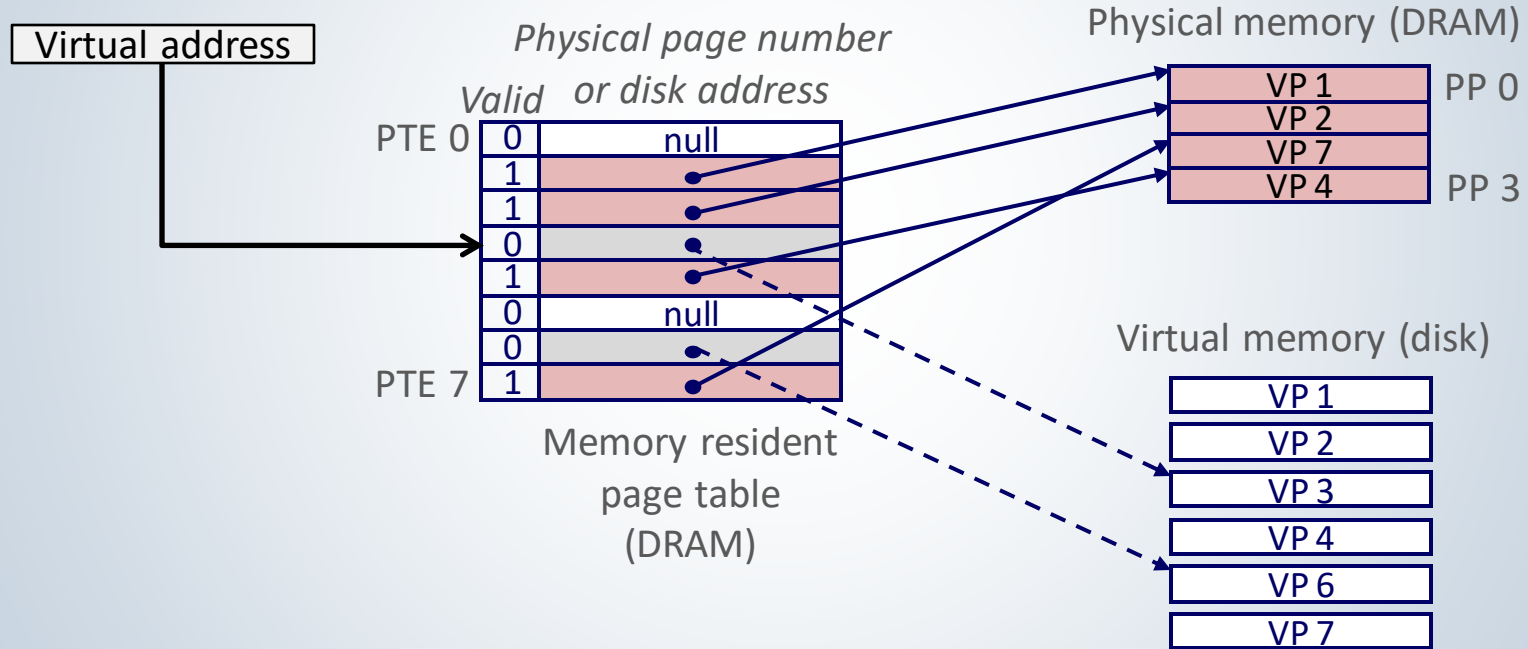 Virtual address
Physical page number
or disk address
Valid
PTE 0
0
null
1
1
0
1
0
null
0
PTE 7
1
Memory resident
page table
(DRAM)
Physical memory (DRAM)
VP 1
PP 0
VP 2
VP 7
VP 4
PP 3
Virtual memory (disk)
VP 1
VP 2
VP 3
VP 4
VP 6
VP 7